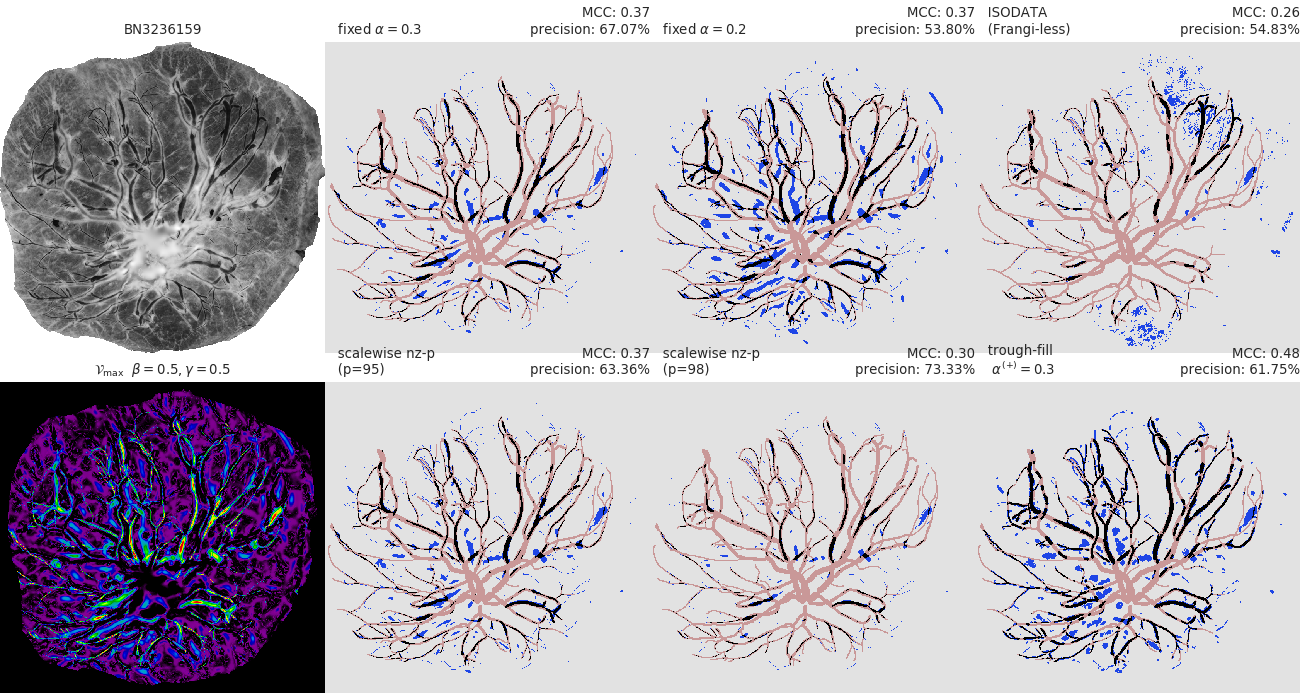 BN3236159
fixed α = 0.3
MCC: 0.37
precision: 67.07%
fixed α = 0.2
MCC: 0.37
precision: 53.80%
ISODATA
(Frangi-less)
MCC: 0.26
precision: 54.83%
𝒱max β = 0.5, γ = 0.5
scalewise nz-p
(p=95)
MCC: 0.37
precision: 63.36%
scalewise nz-p
(p=98)
MCC: 0.30
precision: 73.33%
trough-fill
α(+) = 0.3
MCC: 0.48
precision: 61.75%